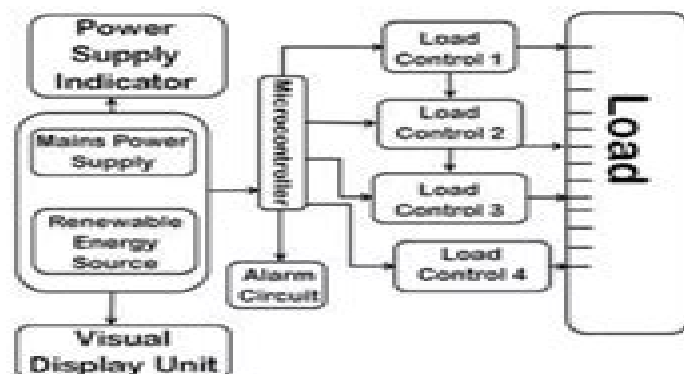 Power
Supply
Indicator
Mains Power
Supply
Renewable
Energy
Source
Visual
Display Unit
Microcontroller
Alarm
Circuit
Load
Control 1
Load
Control 2
Load
Control 3
Load
Control 4
Load